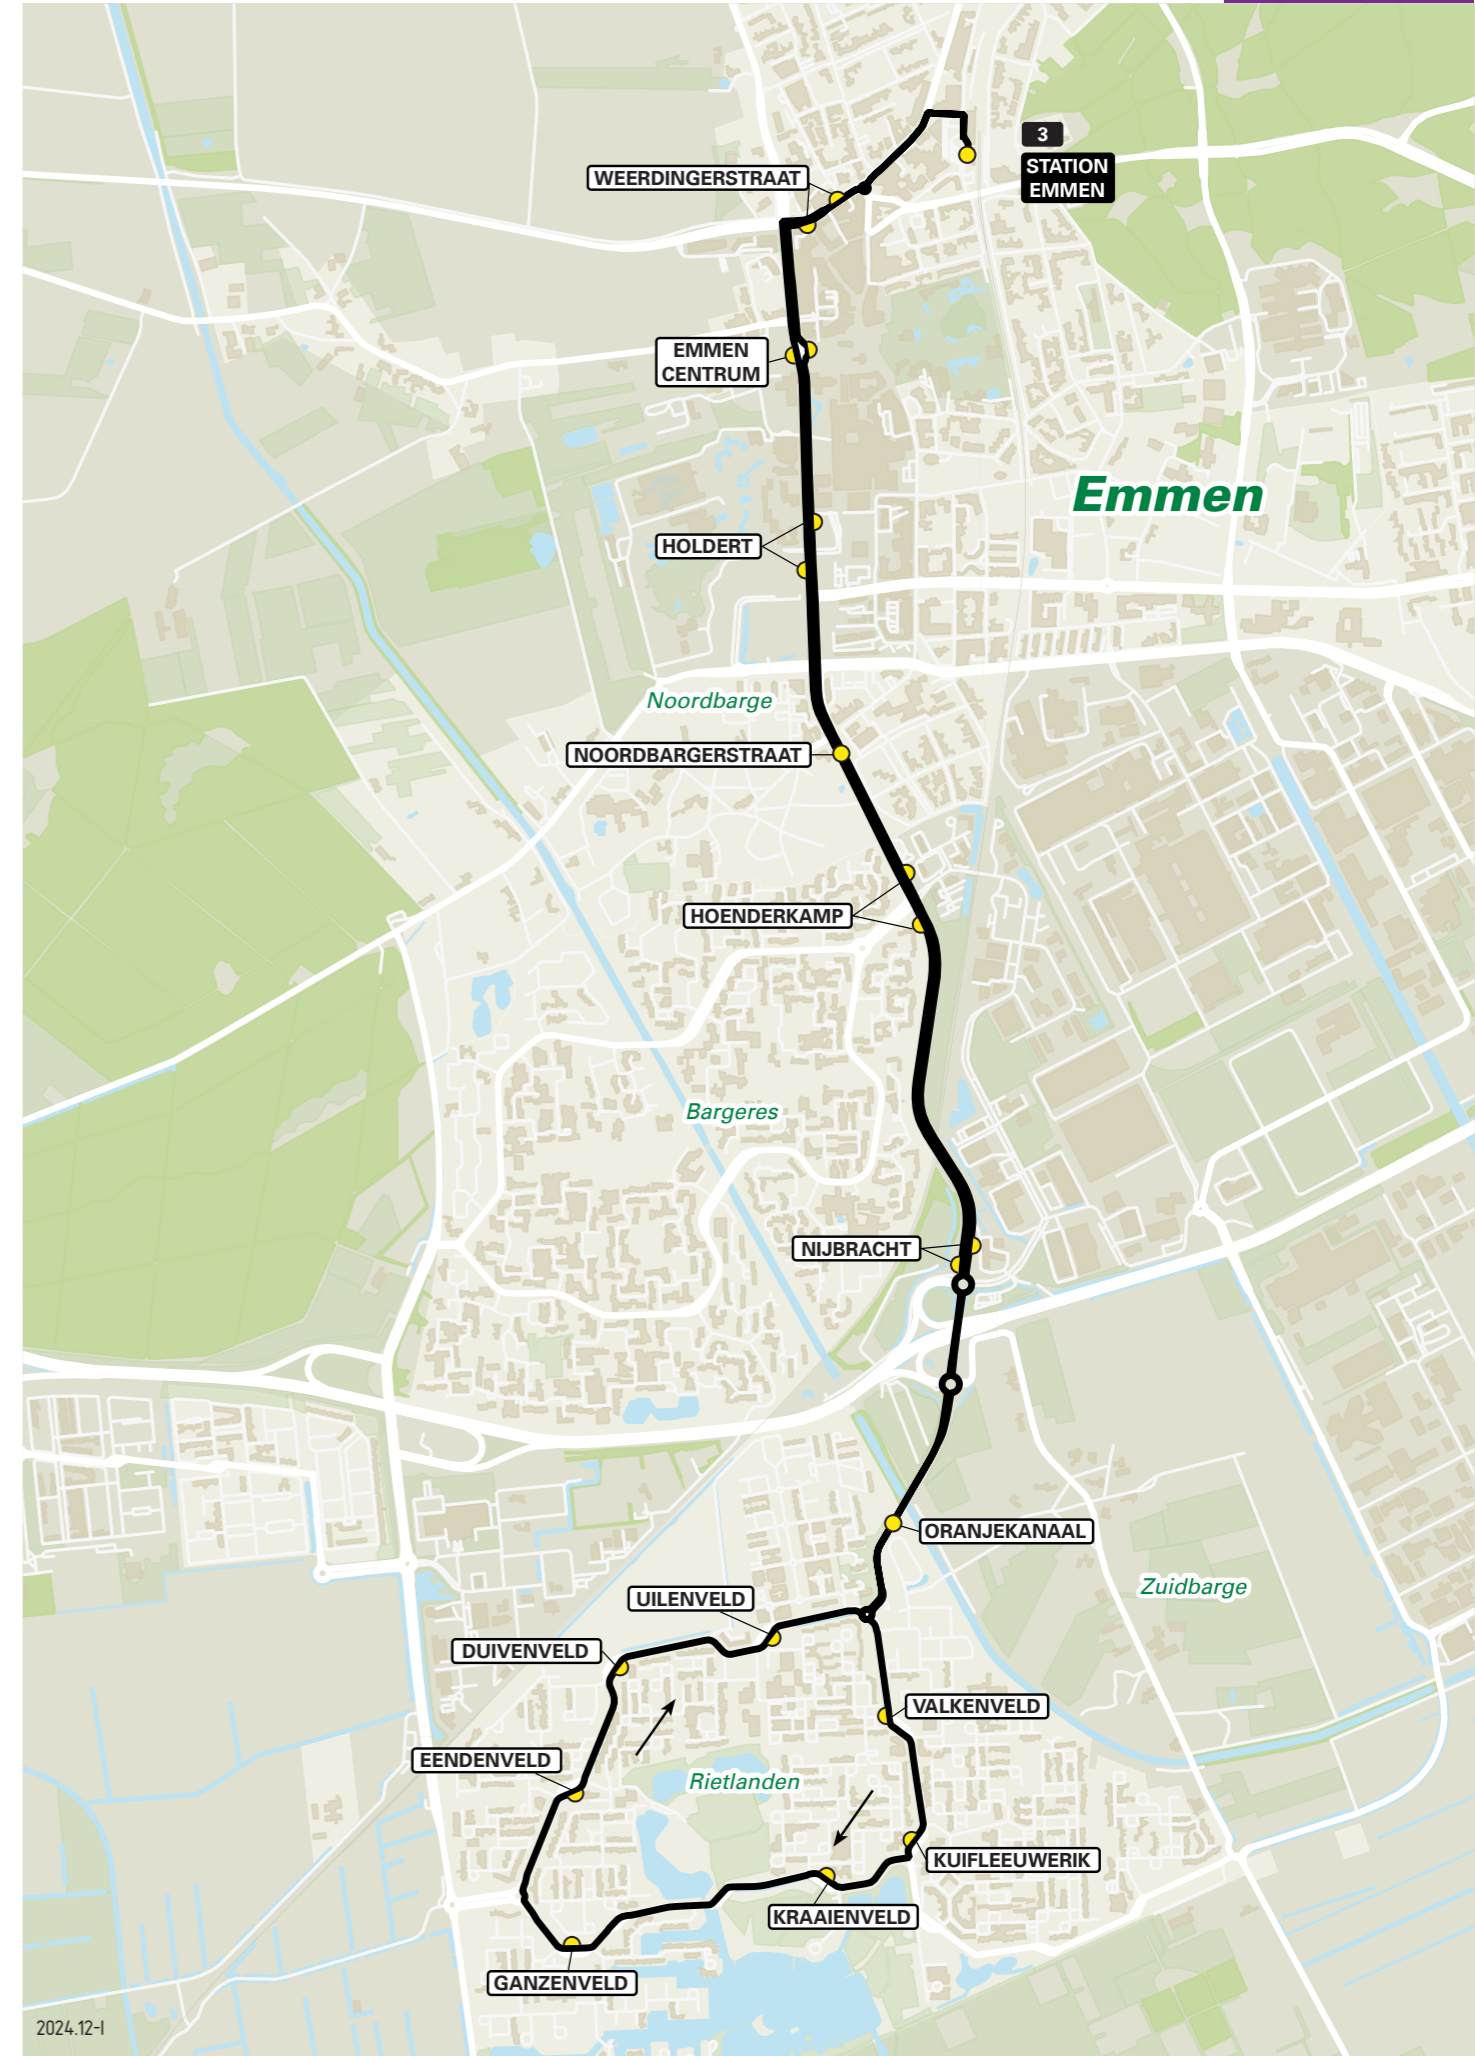 3
STATION
EMMEN
WEERDINGERSTRAAT
EMMEN
CENTRUM
Emmen
HOLDERT
Noordbarge
NOORDBARGERSTRAAT
HOENDERKAMP
Bargeres
NIJBRACHT
ORANJEKANAAL
Zuidbarge
UILENVELD
DUIVENVELD
VALKENVELD
EENDENVELD
Rietlanden
KUIFLEEUWERIK
KRAAIENVELD
GANZENVELD
2024.12-I